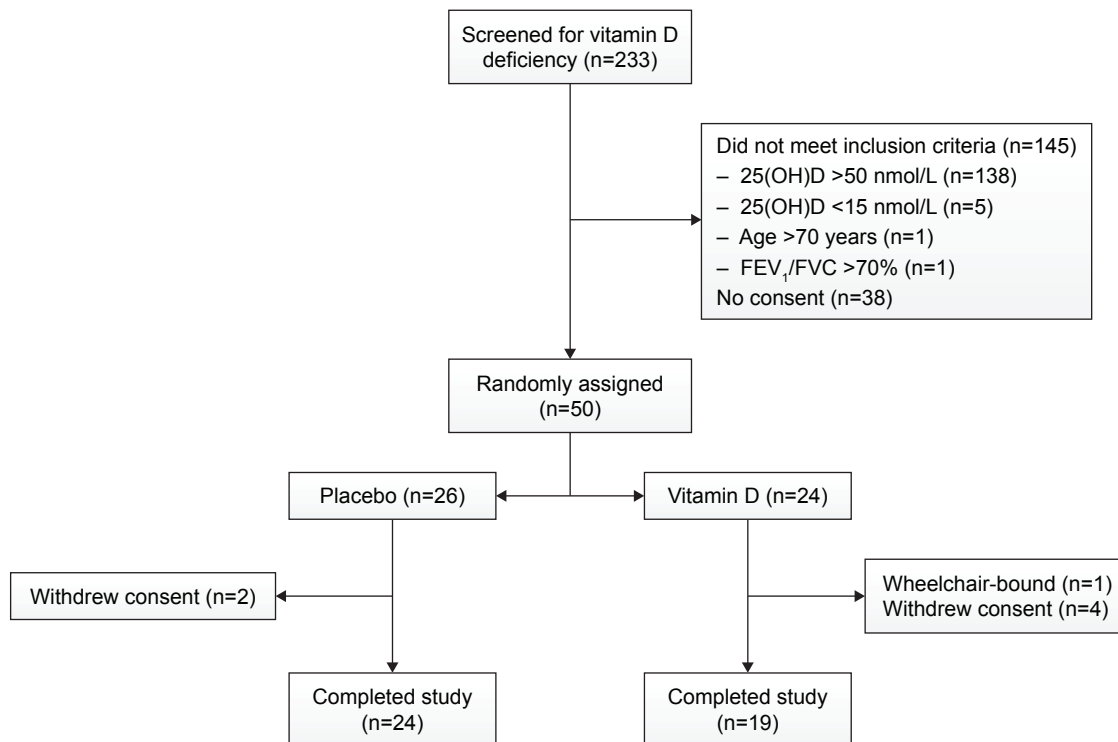 Screened for vitamin D
deficiency (n=233)
Did not meet inclusion criteria (n=145)
– 25(OH)D >50 nmol/L (n=138)
– 25(OH)D <15 nmol/L (n=5)
– Age >70 years (n=1)
– FEV₁/FVC >70% (n=1)
No consent (n=38)
Randomly assigned
(n=50)
Placebo (n=26)
Vitamin D (n=24)
Withdrew consent (n=2)
Wheelchair-bound (n=1)
Withdrew consent (n=4)
Completed study
(n=24)
Completed study
(n=19)